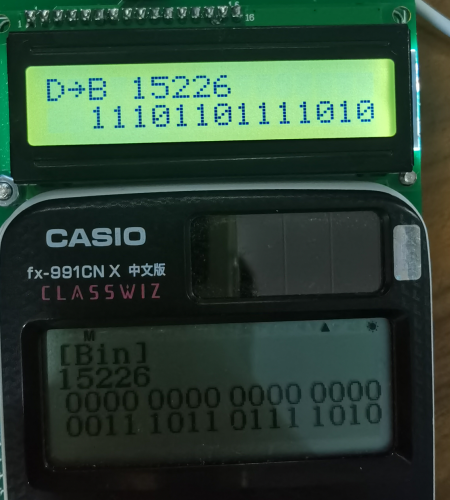 1 16
D→B 15226
11101101111010
CASIO
fx-991CN X 中文版
CLASSWIZ
M ▲
[Bin]
15226
0000 0000 0000 0000
0011 1011 0111 1010